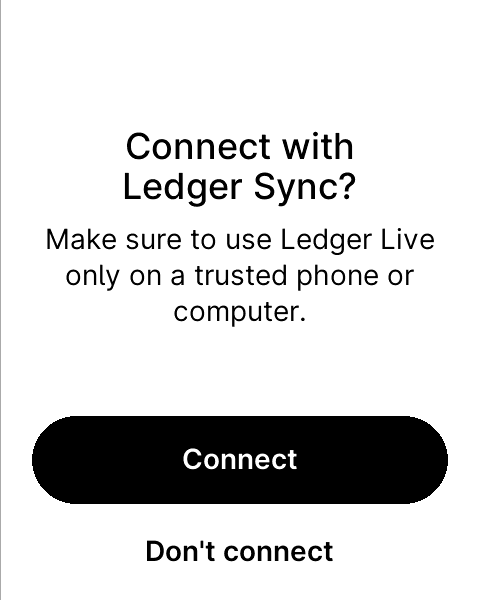 Connect with
Ledger Sync?
Make sure to use Ledger Live
only on a trusted phone or
computer.
Connect
Don't connect